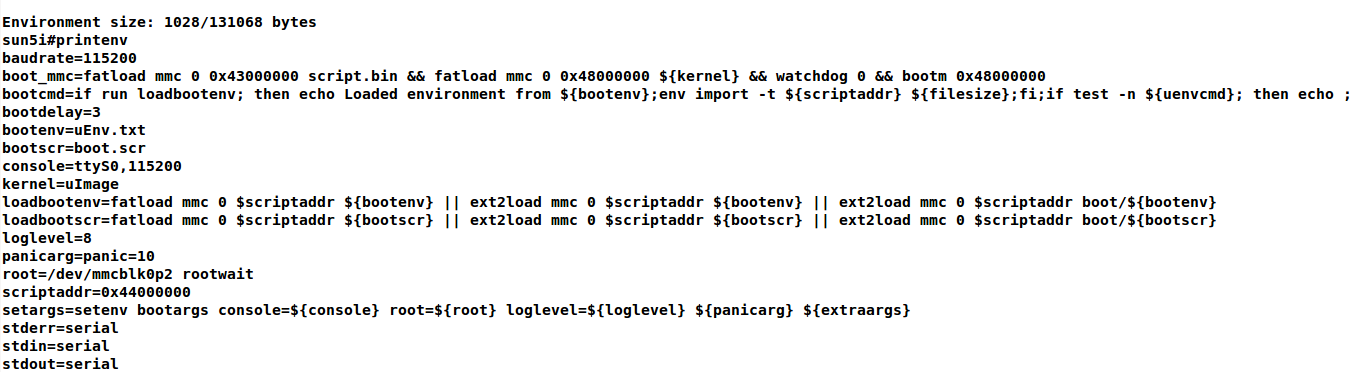 Environment size: 1028/131068 bytes
sun5i#printenv
baudrate=115200
boot_mmc=fatload mmc 0 0x43000000 script.bin && fatload mmc 0 0x48000000 ${kernel} && watchdog 0 && bootm 0x48000000
bootcmd=if run loadbootenv; then echo Loaded environment from ${bootenv};env import -t ${scriptaddr} ${filesize};fi;if test -n ${uenvcmd}; then echo ;
bootdelay=3
bootenv=uEnv.txt
bootscr=boot.scr
console=ttyS0,115200
kernel=uImage
loadbootenv=fatload mmc 0 $scriptaddr ${bootenv} || ext2load mmc 0 $scriptaddr ${bootenv} || ext2load mmc 0 $scriptaddr boot/${bootenv}
loadbootscr=fatload mmc 0 $scriptaddr ${bootscr} || ext2load mmc 0 $scriptaddr ${bootscr} || ext2load mmc 0 $scriptaddr boot/${bootscr}
loglevel=8
panicarg=panic=10
root=/dev/mmcblk0p2 rootwait
scriptaddr=0x44000000
setargs=setenv bootargs console=${console} root=${root} loglevel=${loglevel} ${panicarg} ${extraargs}
stderr=serial
stdin=serial
stdout=serial